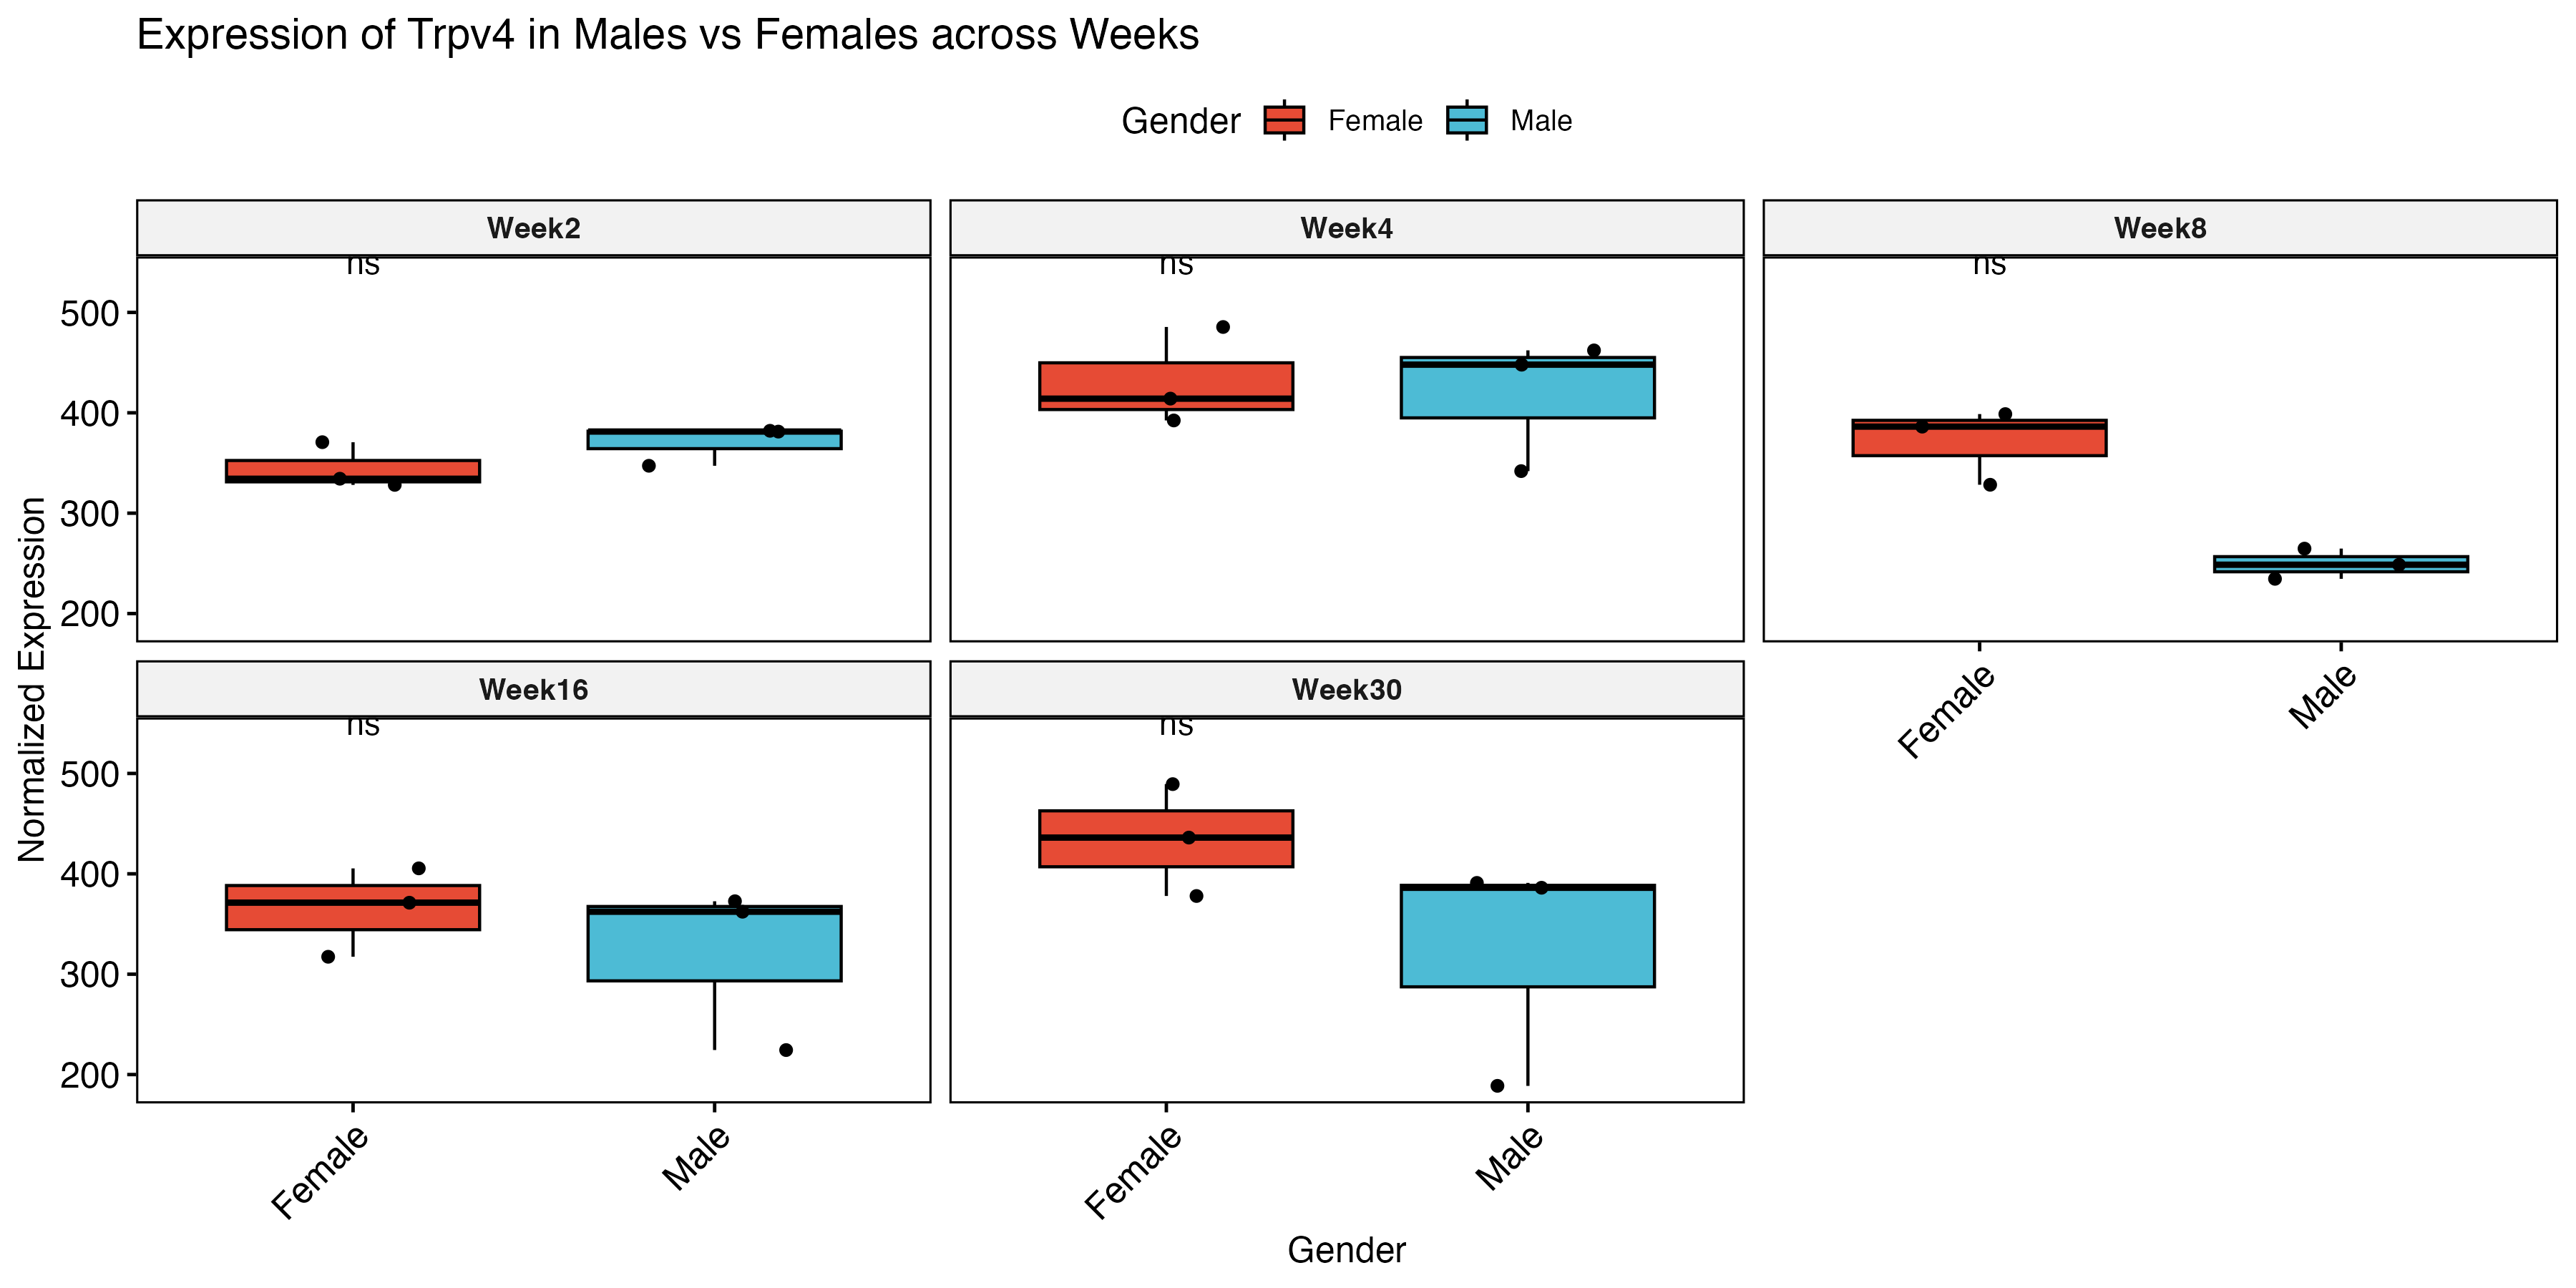 Expression of Trpv4 in Males vs Females across Weeks
Gender Female Male
Week2 Week4 Week8
ns ns ns
500
400
300
200
Normalized Expression
Female Male
Week16 Week30
ns ns
500
400
300
200
Female Male Female Male
Gender